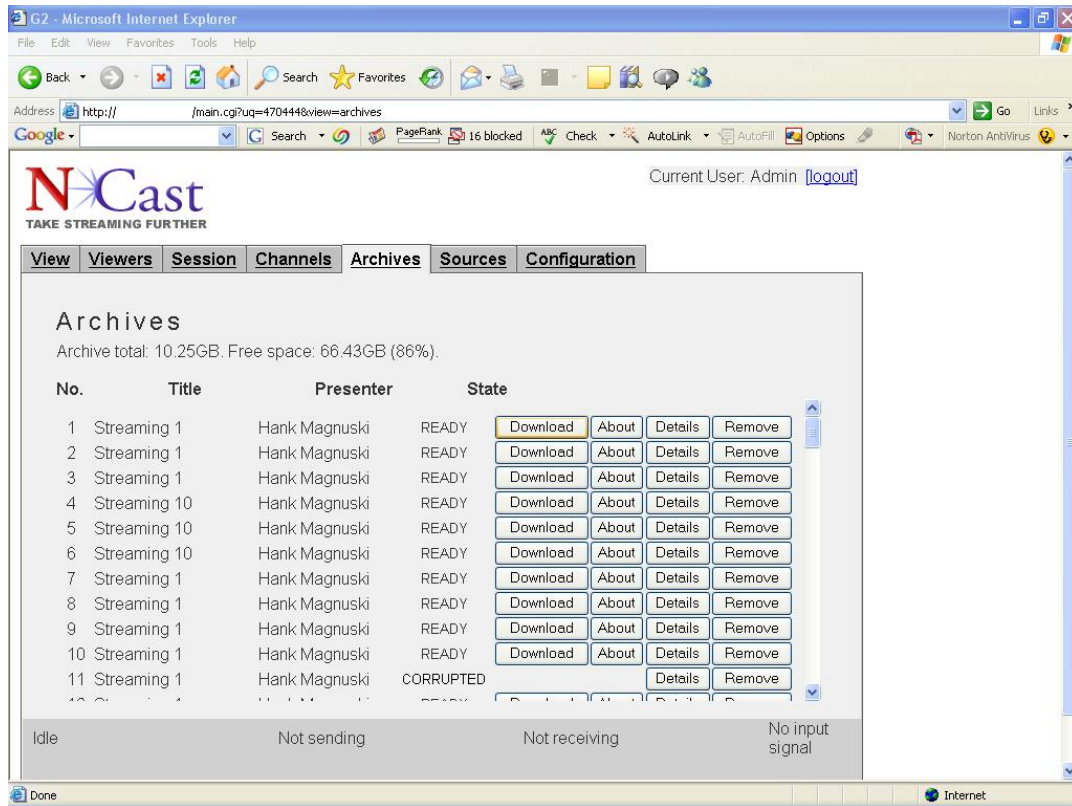 G2 - Microsoft Internet Explorer
File Edit View Favorites Tools Help
Back Search Favorites
Address http:// /main.cgi?uq=470444&view=archives Go Links
Google Search PageRank 16 blocked ABC Check AutoLink AutoFill Options Norton AntiVirus
NCast
TAKE STREAMING FURTHER
Current User: Admin [logout]
View Viewers Session Channels Archives Sources Configuration
Archives
Archive total: 10.25GB. Free space: 66.43GB (86%).
No. Title Presenter State
1 Streaming 1 Hank Magnuski READY Download About Details Remove
2 Streaming 1 Hank Magnuski READY Download About Details Remove
3 Streaming 1 Hank Magnuski READY Download About Details Remove
4 Streaming 10 Hank Magnuski READY Download About Details Remove
5 Streaming 10 Hank Magnuski READY Download About Details Remove
6 Streaming 10 Hank Magnuski READY Download About Details Remove
7 Streaming 1 Hank Magnuski READY Download About Details Remove
8 Streaming 1 Hank Magnuski READY Download About Details Remove
9 Streaming 1 Hank Magnuski READY Download About Details Remove
10 Streaming 1 Hank Magnuski READY Download About Details Remove
11 Streaming 1 Hank Magnuski CORRUPTED Details Remove
Idle Not sending Not receiving No input signal
Done Internet